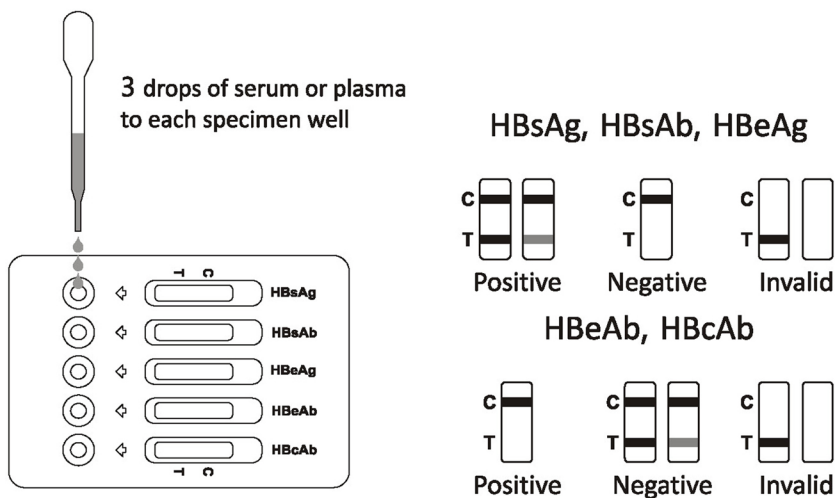 3 drops of serum or plasma
to each specimen well
T C
HBsAg
HBsAb
HBeAg
HBeAb
HBcAb
T C
HBsAg, HBsAb, HBeAg
C C C
T T T
Positive Negative Invalid
HBeAb, HBcAb
C C C
T T T
Positive Negative Invalid